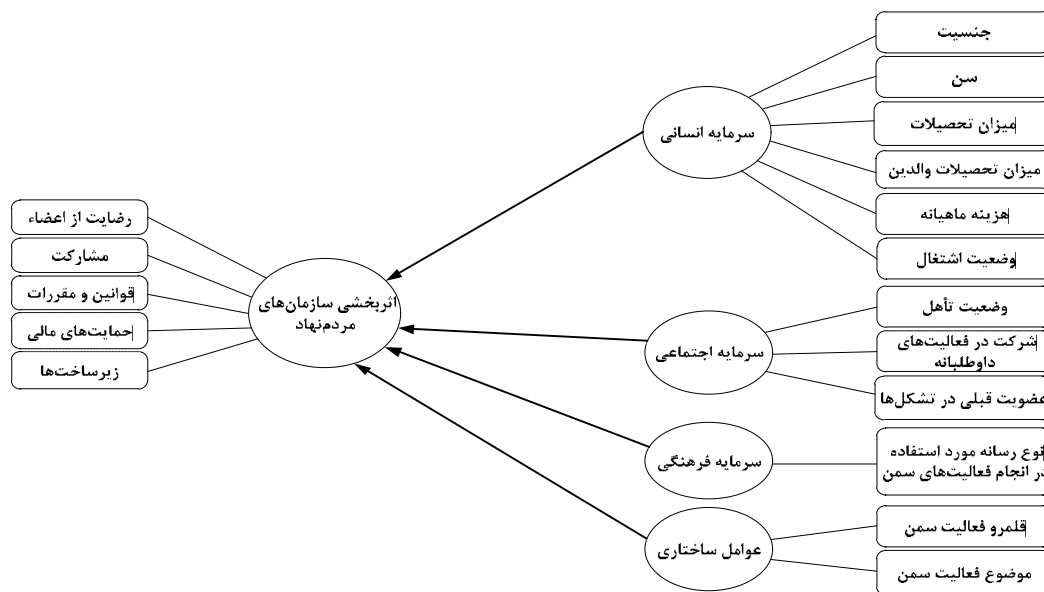 جنسیت
سن
میزان تحصیلات
میزان تحصیلات والدین
هزینه ماهیانه
وضعیت اشتغال
سرمایه انسانی
وضعیت تأهل
شرکت در فعالیت‌های
داوطلبانه
عضویت قبلی در تشکل‌ها
سرمایه اجتماعی
نوع رسانه مورد استفاده
در انجام فعالیت‌های سمن
سرمایه فرهنگی
قلمرو فعالیت سمن
موضوع فعالیت سمن
عوامل ساختاری
اثربخشی سازمان‌های
مردم‌نهاد
رضایت از اعضاء
مشارکت
قوانین و مقررات
حمایت‌های مالی
زیرساخت‌ها